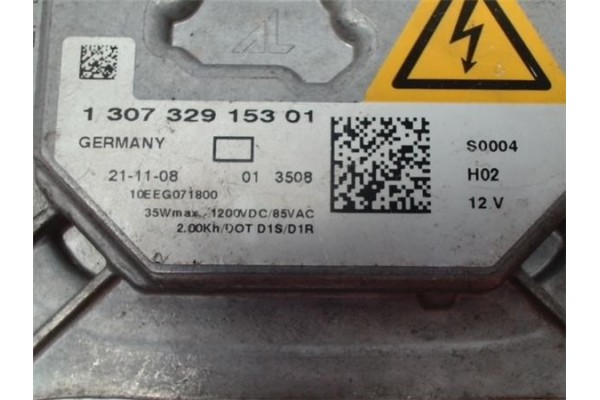 AL
1 307 329 153 01
GERMANY
S0004
21-11-08 01 3508
H02
10EEG071800
35Wmax., 1200VDC/85VAC
12 V
2.00Kh/DOT D1S/D1R